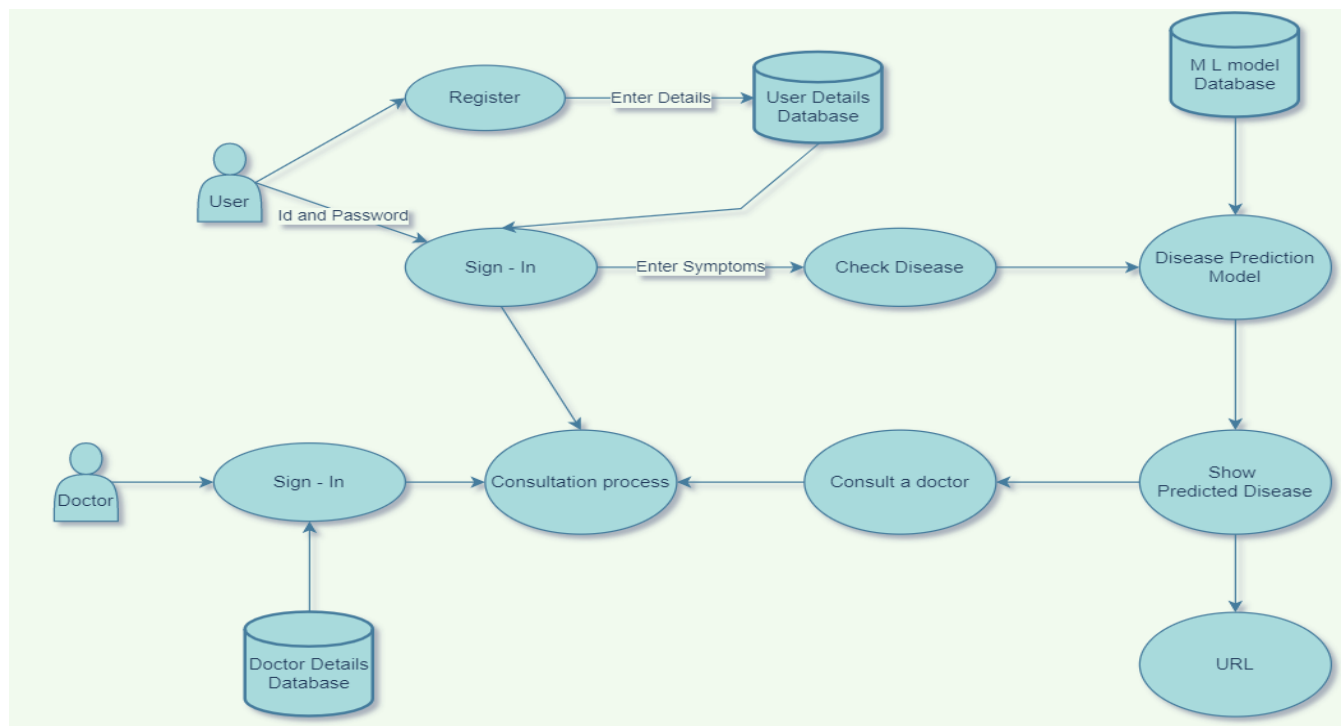 M L model
Database
Register
Enter Details
User Details
Database
User
Id and Password
Sign - In
Enter Symptoms
Check Disease
Disease Prediction
Model
Doctor
Sign - In
Consultation process
Consult a doctor
Show
Predicted Disease
Doctor Details
Database
URL